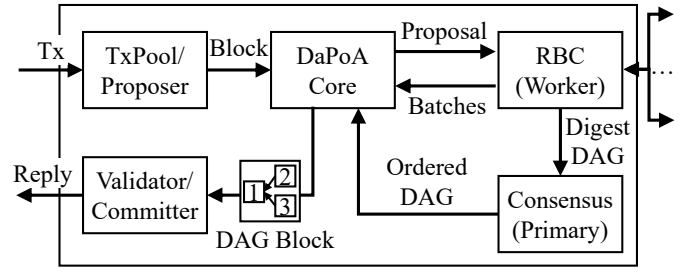 Tx
TxPool/
Proposer
Block
DaPoA
Core
Proposal
Batches
RBC
(Worker)
...
Digest
DAG
Reply
Validator/
Committer
1
2
3
DAG Block
Ordered
DAG
Consensus
(Primary)